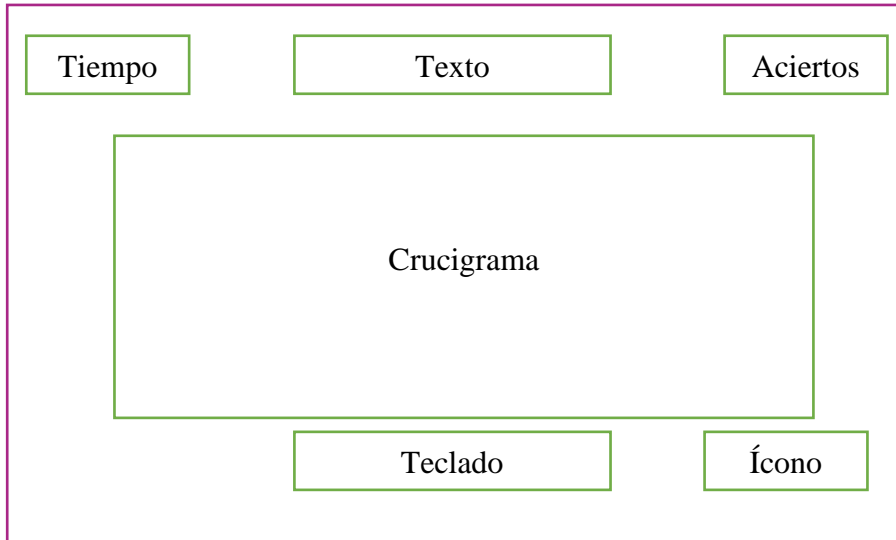 Tiempo
Texto
Aciertos
Crucigrama
Teclado
Ícono